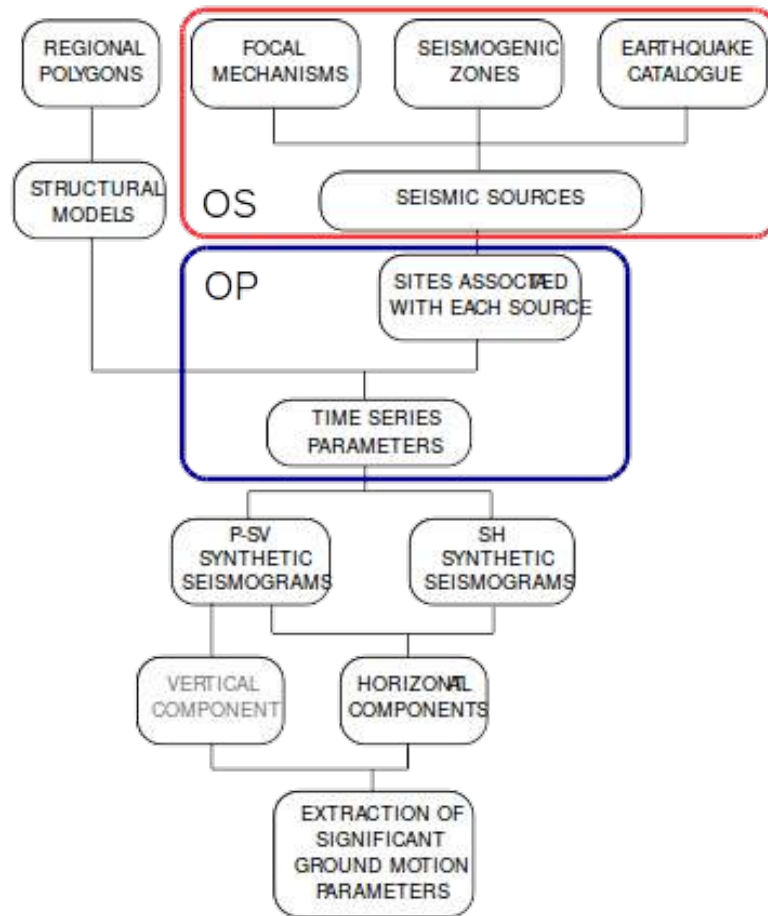 REGIONAL
POLYGONS
FOCAL
MECHANISMS
SEISMOGENIC
ZONES
EARTHQUAKE
CATALOGUE
STRUCTURAL
MODELS
OS
SEISMIC SOURCES
OP
SITES ASSOCIATED
WITH EACH SOURCE
TIME SERIES
PARAMETERS
P-SV
SYNTHETIC
SEISMOGRAMS
SH
SYNTHETIC
SEISMOGRAMS
VERTICAL
COMPONENT
HORIZONTAL
COMPONENTS
EXTRACTION OF
SIGNIFICANT
GROUND MOTION
PARAMETERS